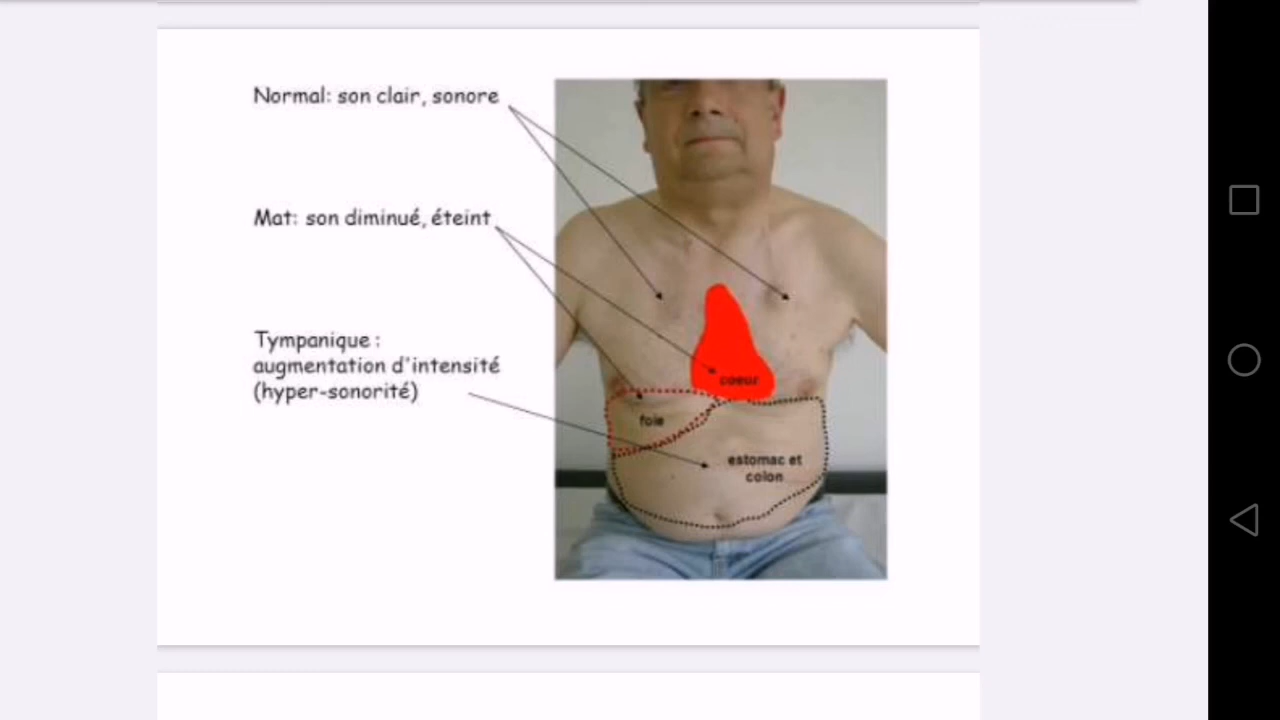 Normal: son clair, sonore
Mat: son diminué, éteint
Tympanique :
augmentation d'intensité
(hyper-sonorité)
coeur
foie
estomac et
colon